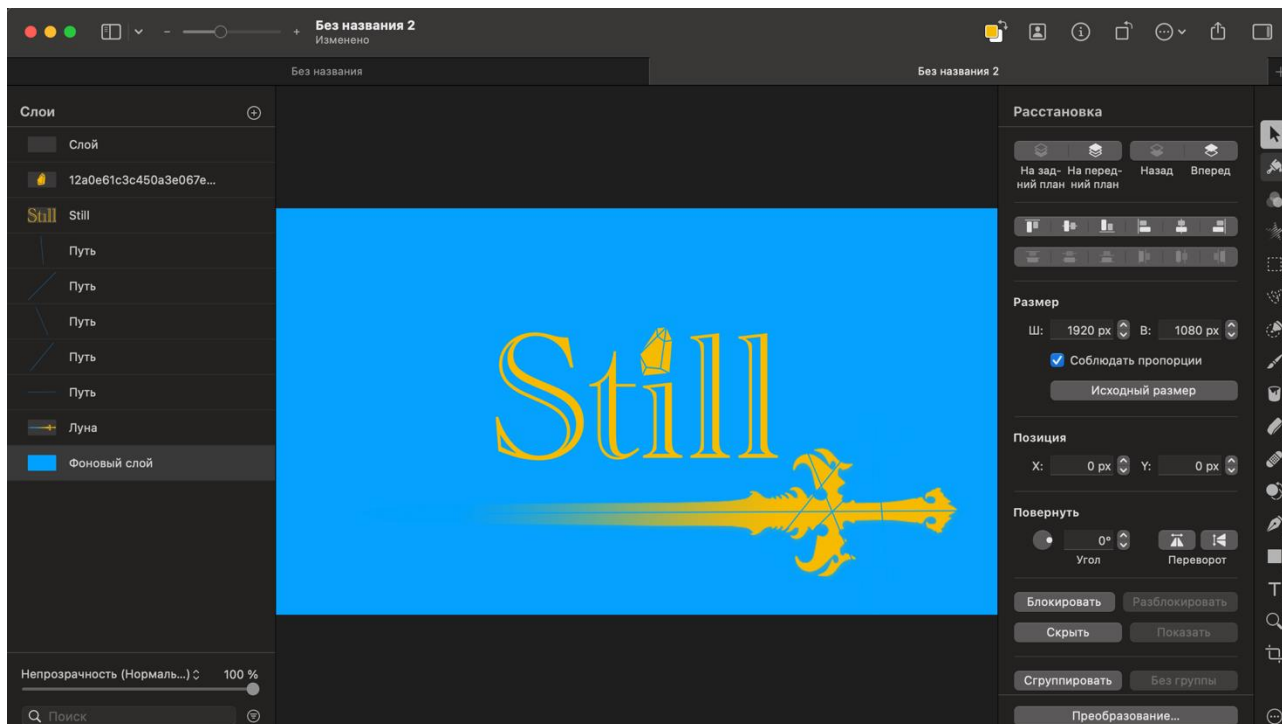 Без названия 2
Изменено
Без названия
Без названия 2
Слои
Слой
12a0e61c3c450a3e067e...
Still
Still
Путь
Путь
Путь
Путь
Путь
Луна
Фоновый слой
Непрозрачность (Нормаль...) 100 %
Поиск
Still
Расстановка
На зад- На перед- Назад Вперед
ний план ний план
Размер
Ш: 1920 px В: 1080 px
Соблюдать пропорции
Исходный размер
Позиция
X: 0 px Y: 0 px
Повернуть
0°
Угол Переворот
Блокировать Разблокировать
Скрыть Показать
Сгруппировать Без группы
Преобразование...